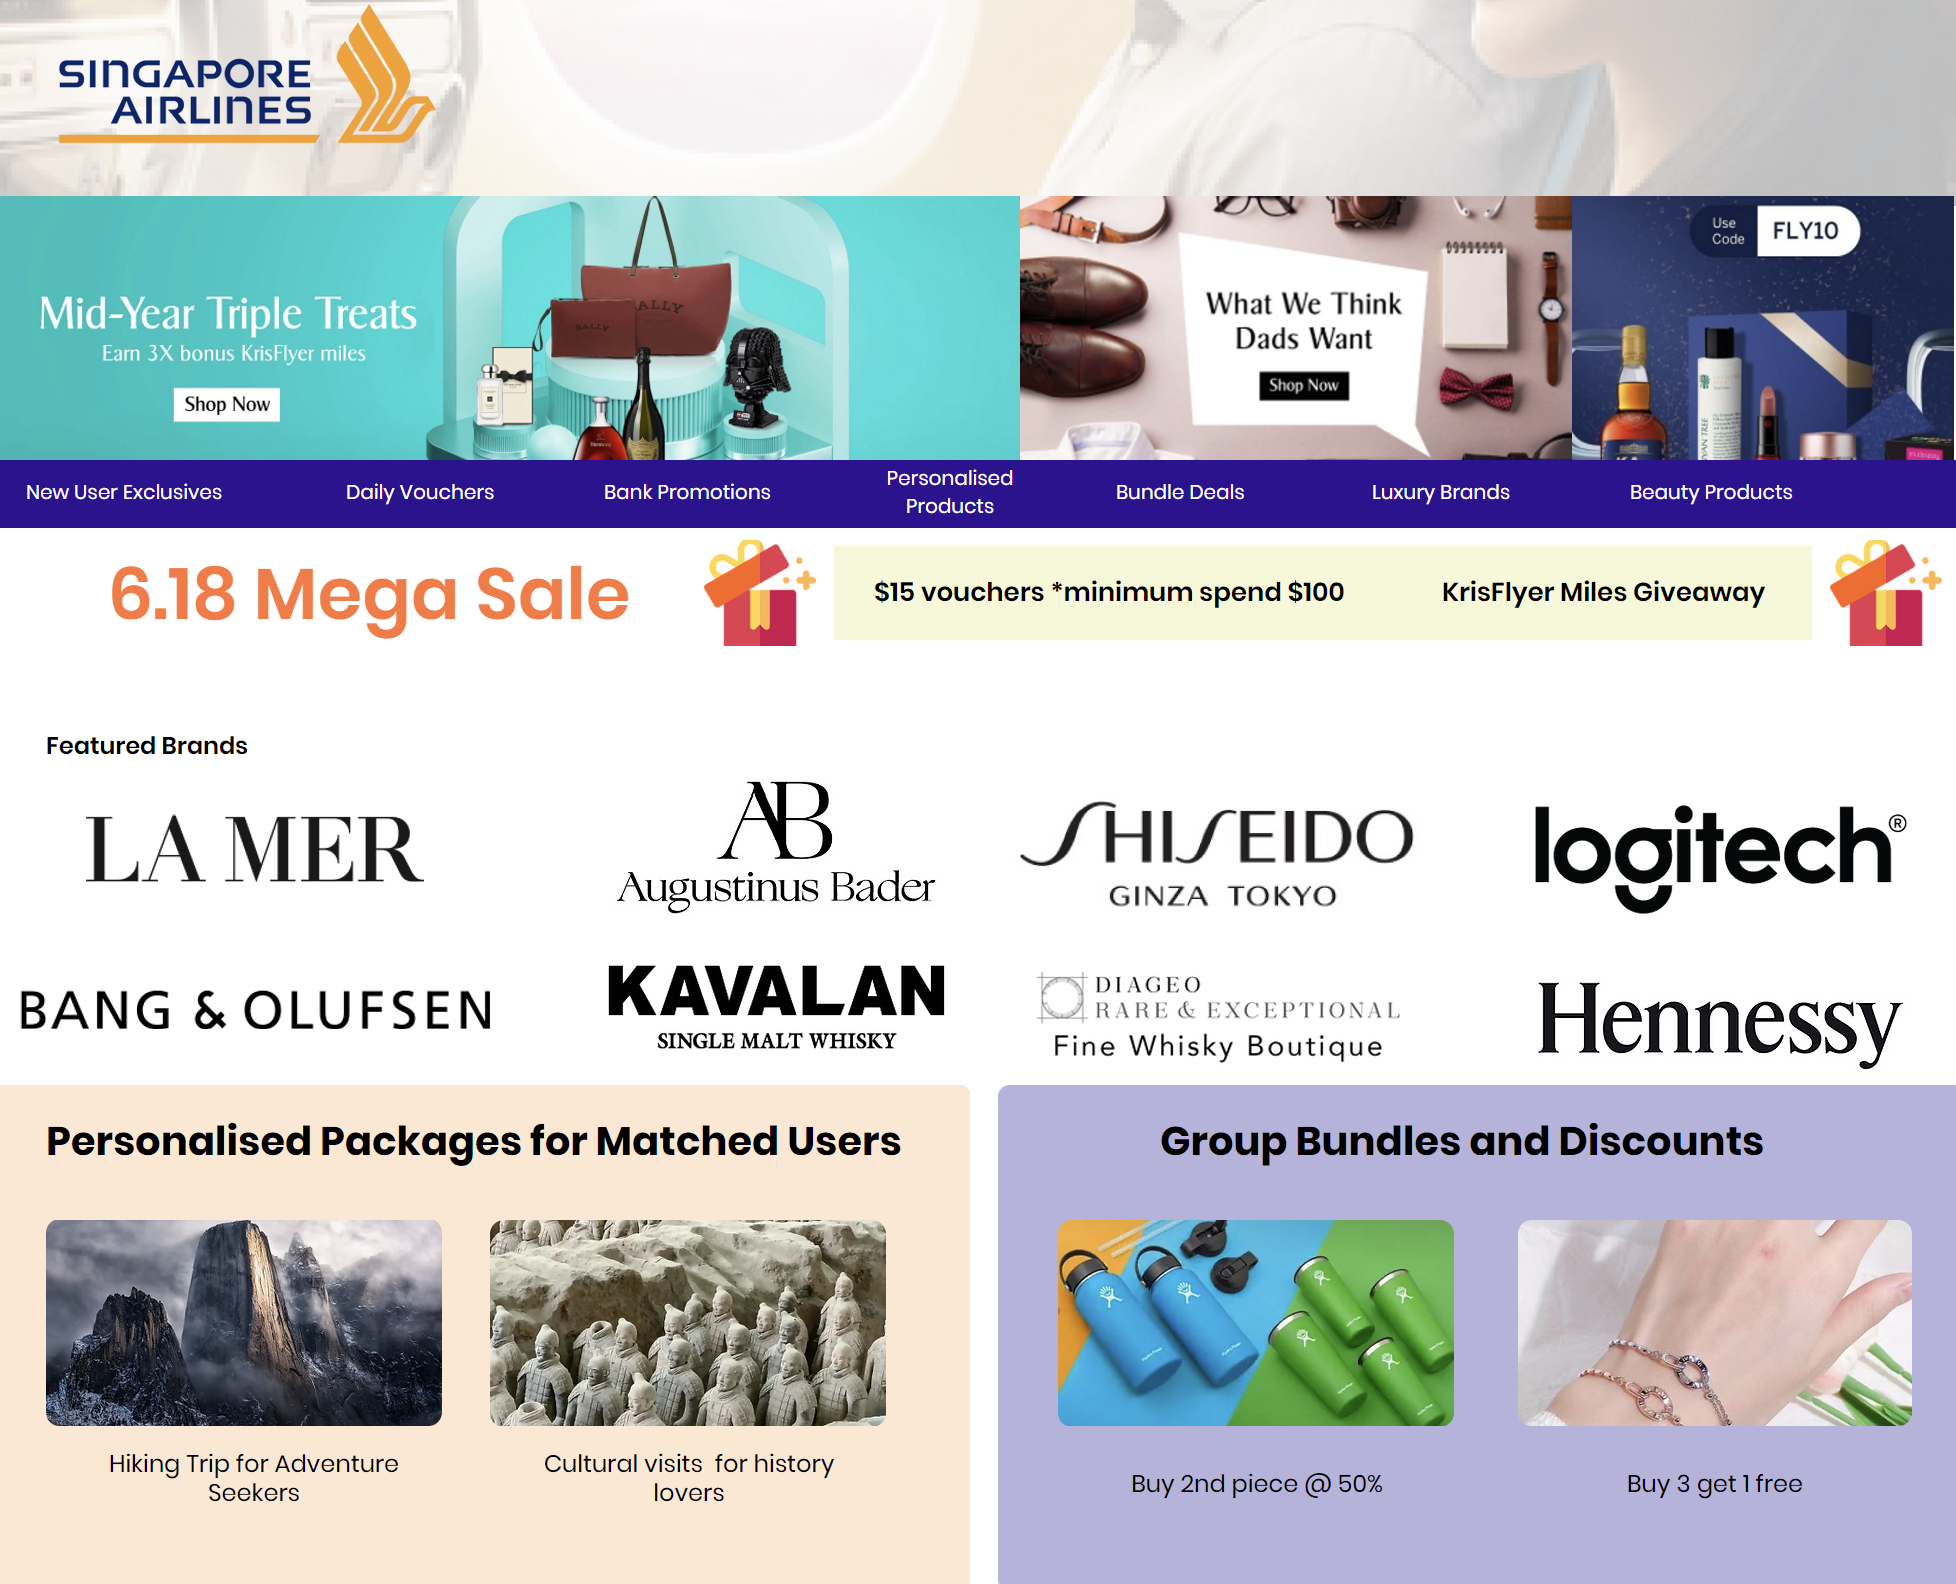 SINGAPORE
AIRLINES
Mid-Year Triple Treats
Earn 3X bonus KrisFlyer miles
Shop Now
BALLY
ALLY
Hennessy
What We Think
Dads Want
Shop Now
Use
Code
FLY10
New User Exclusives
Daily Vouchers
Bank Promotions
Personalised
Products
Bundle Deals
Luxury Brands
Beauty Products
6.18 Mega Sale
$15 vouchers *minimum spend $100
KrisFlyer Miles Giveaway
Featured Brands
LA MER
AB
Augustinus Bader
SHISEIDO
GINZA TOKYO
logitech®
BANG & OLUFSEN
KAVALAN
SINGLE MALT WHISKY
DIAGEO
RARE & EXCEPTIONAL
Fine Whisky Boutique
Hennessy
Personalised Packages for Matched Users
Group Bundles and Discounts
Hiking Trip for Adventure
Seekers
Cultural visits  for history
lovers
Buy 2nd piece @ 50%
Buy 3 get 1 free